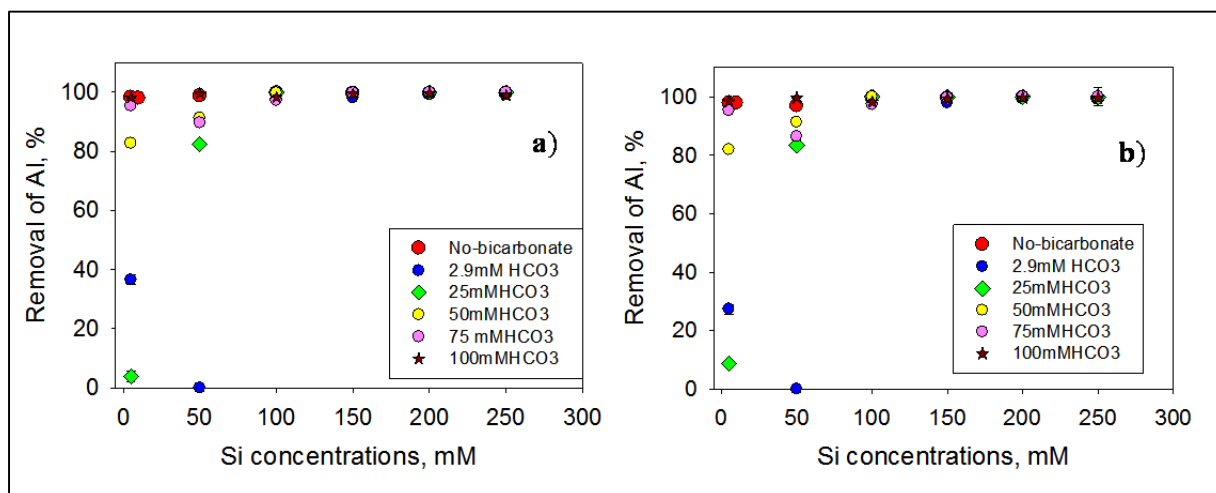 100
80
60
40
20
0
Removal of Al, %
a)
No-bicarbonate
2.9mM HCO3
25mMHCO3
50mMHCO3
75 mMHCO3
100mMHCO3
0 50 100 150 200 250 300
Si concentrations, mM
100
80
60
40
20
0
Removal of Al, %
b)
No-bicarbonate
2.9mM HCO3
25mMHCO3
50mMHCO3
75mMHCO3
100mMHCO3
0 50 100 150 200 250 300
Si concentrations, mM